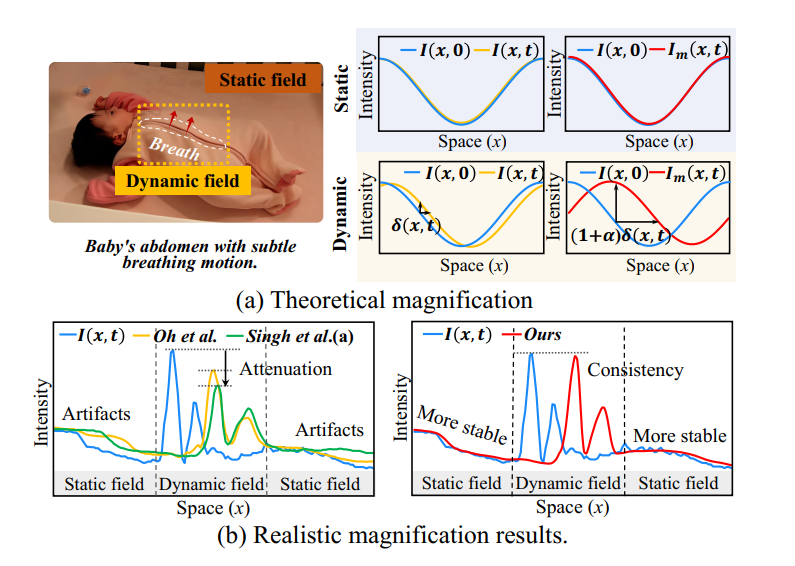 Static field
Breath
Dynamic field
Baby's abdomen with subtle
breathing motion.
Static
Intensity
I(x, 0) I(x, t)
Space (x)
Intensity
I(x, 0) Iₘ(x, t)
Space (x)
Dynamic
Intensity
I(x, 0) I(x, t)
δ(x, t)
Space (x)
Intensity
I(x, 0) Iₘ(x, t)
(1+α)δ(x, t)
Space (x)
(a) Theoretical magnification
Intensity
I(x, t) Oh et al. Singh et al.(a)
Attenuation
Artifacts
Artifacts
Static field Dynamic field Static field
Space (x)
Intensity
I(x, t) Ours
Consistency
More stable
More stable
Static field Dynamic field Static field
Space (x)
(b) Realistic magnification results.